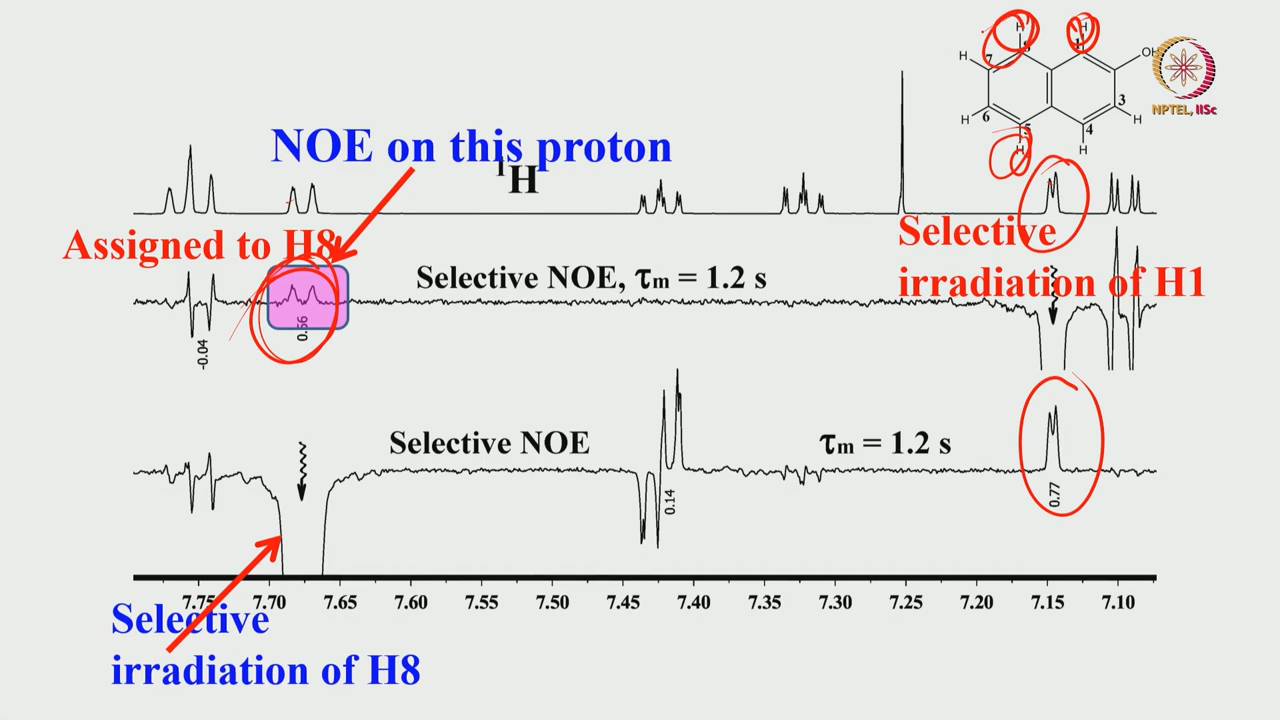 H
H
H
8
1
OH
7
6
3
H
5
4
H
H
H
NPTEL, IISc
NOE on this proton
1H
Assigned to H8
Selective NOE, τm = 1.2 s
Selective
irradiation of H1
-0.04
0.56
Selective NOE
τm = 1.2 s
0.14
0.77
7.75
7.70
7.65
7.60
7.55
7.50
7.45
7.40
7.35
7.30
7.25
7.20
7.15
7.10
Selective
irradiation of H8